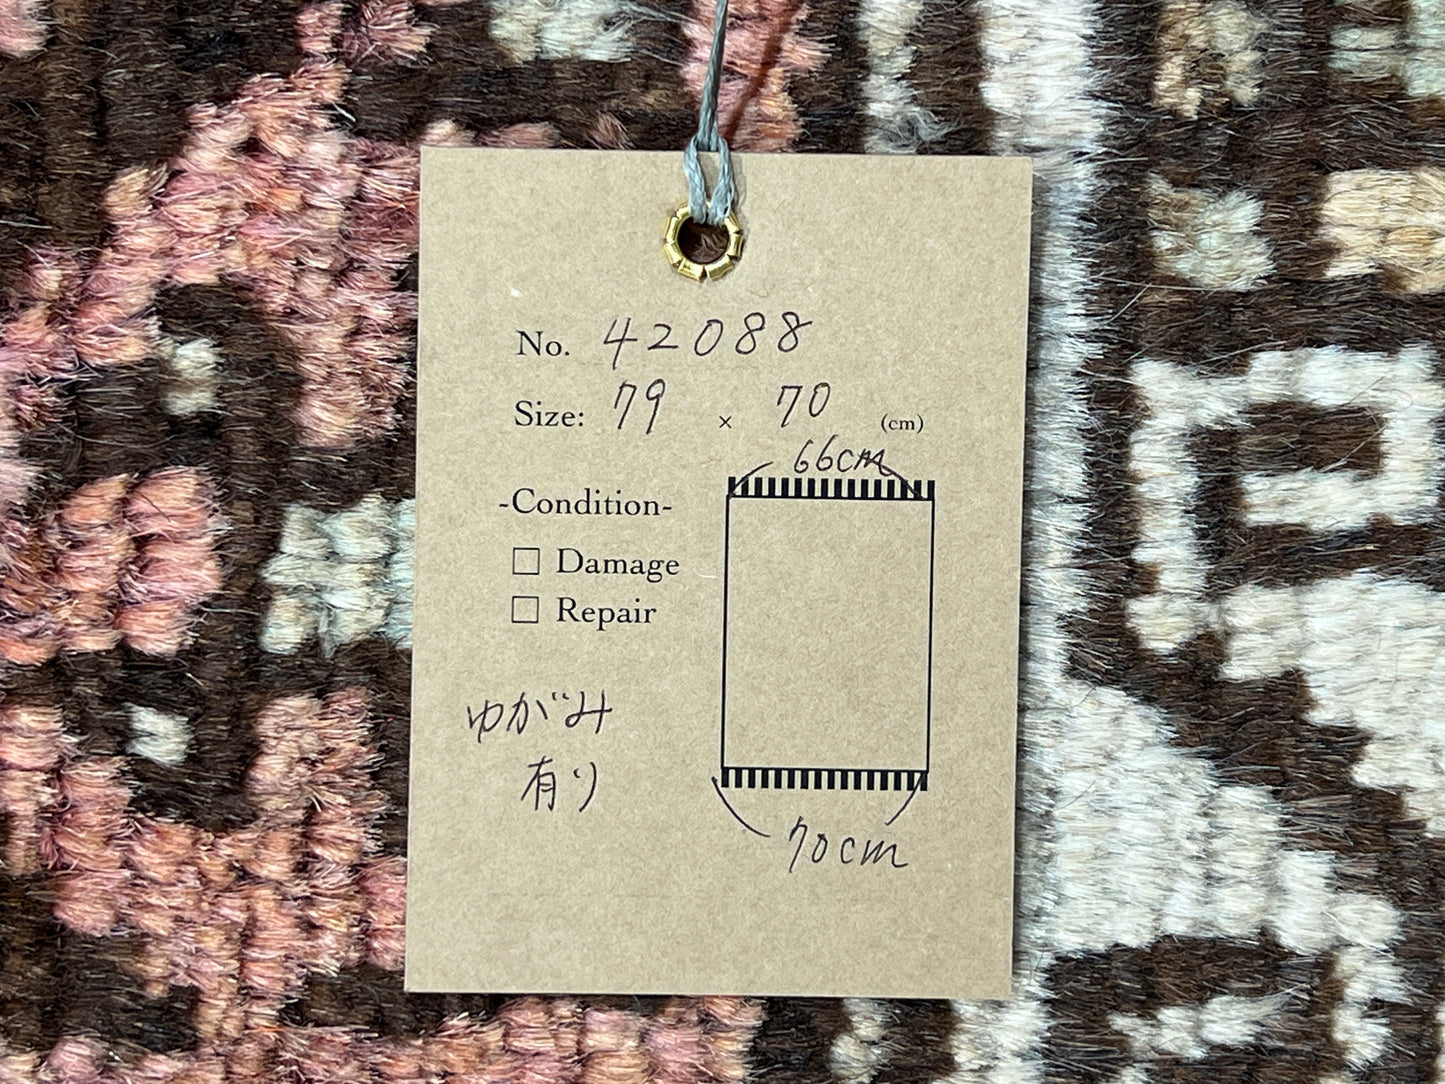 No. 42088
Size: 79 × 70 (cm)
66cm
-Condition-
□ Damage
□ Repair
ゆがみ
有り
70cm